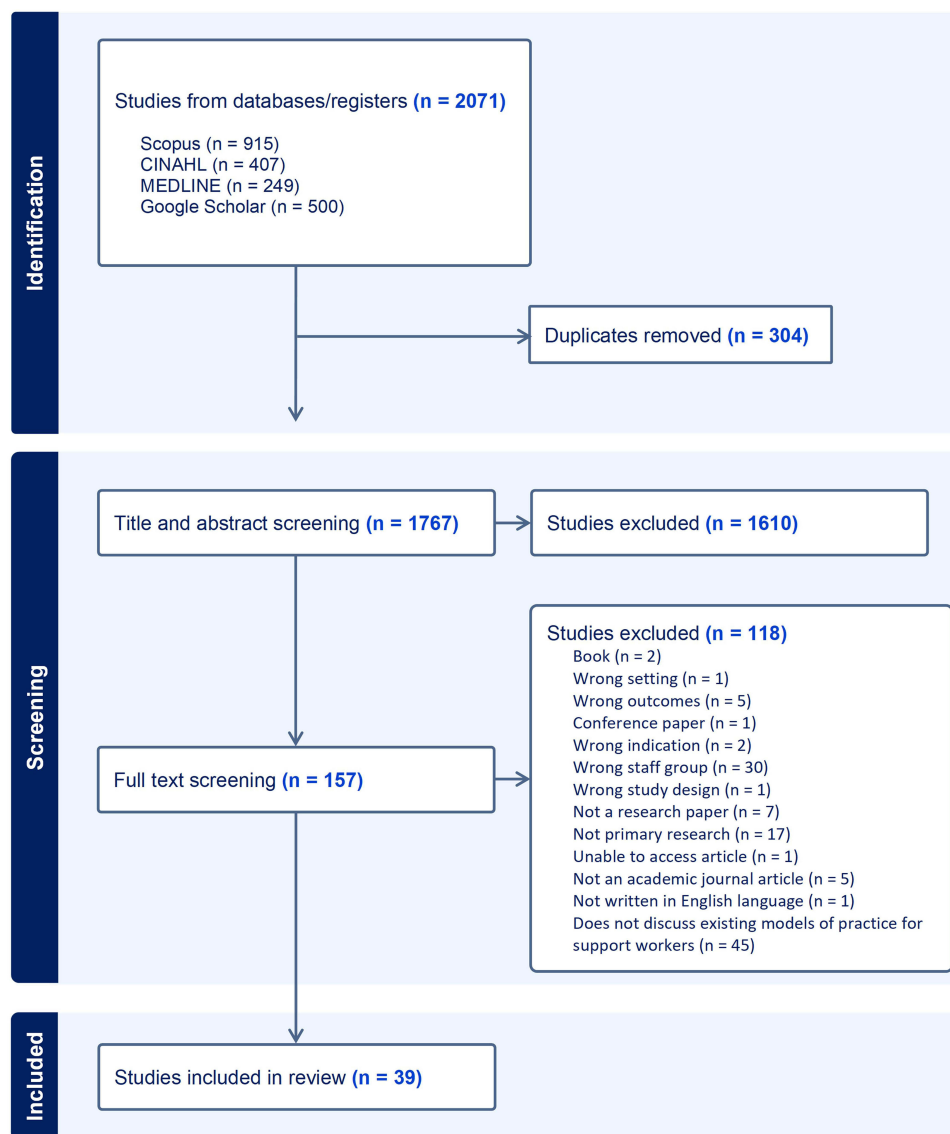 Identification
Studies from databases/registers (n = 2071)
Scopus (n = 915)
CINAHL (n = 407)
MEDLINE (n = 249)
Google Scholar (n = 500)
Duplicates removed (n = 304)
Screening
Title and abstract screening (n = 1767)
Studies excluded (n = 1610)
Full text screening (n = 157)
Studies excluded (n = 118)
Book (n = 2)
Wrong setting (n = 1)
Wrong outcomes (n = 5)
Conference paper (n = 1)
Wrong indication (n = 2)
Wrong staff group (n = 30)
Wrong study design (n = 1)
Not a research paper (n = 7)
Not primary research (n = 17)
Unable to access article (n = 1)
Not an academic journal article (n = 5)
Not written in English language (n = 1)
Does not discuss existing models of practice for
support workers (n = 45)
Included
Studies included in review (n = 39)